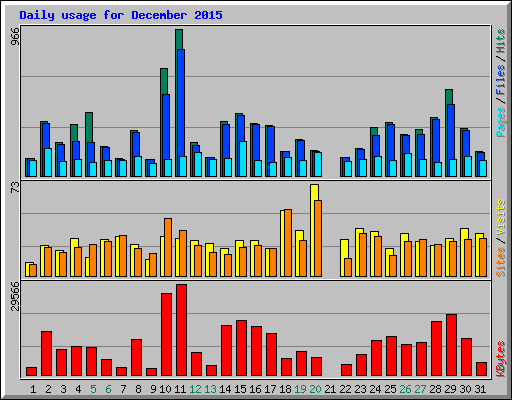 Daily usage for December 2015
966
Pages / Files / Hits
73
Sites / Visits
29566
KBytes
1 2 3 4 5 6 7 8 9 10 11 12 13 14 15 16 17 18 19 20 21 22 23 24 25 26 27 28 29 30 31